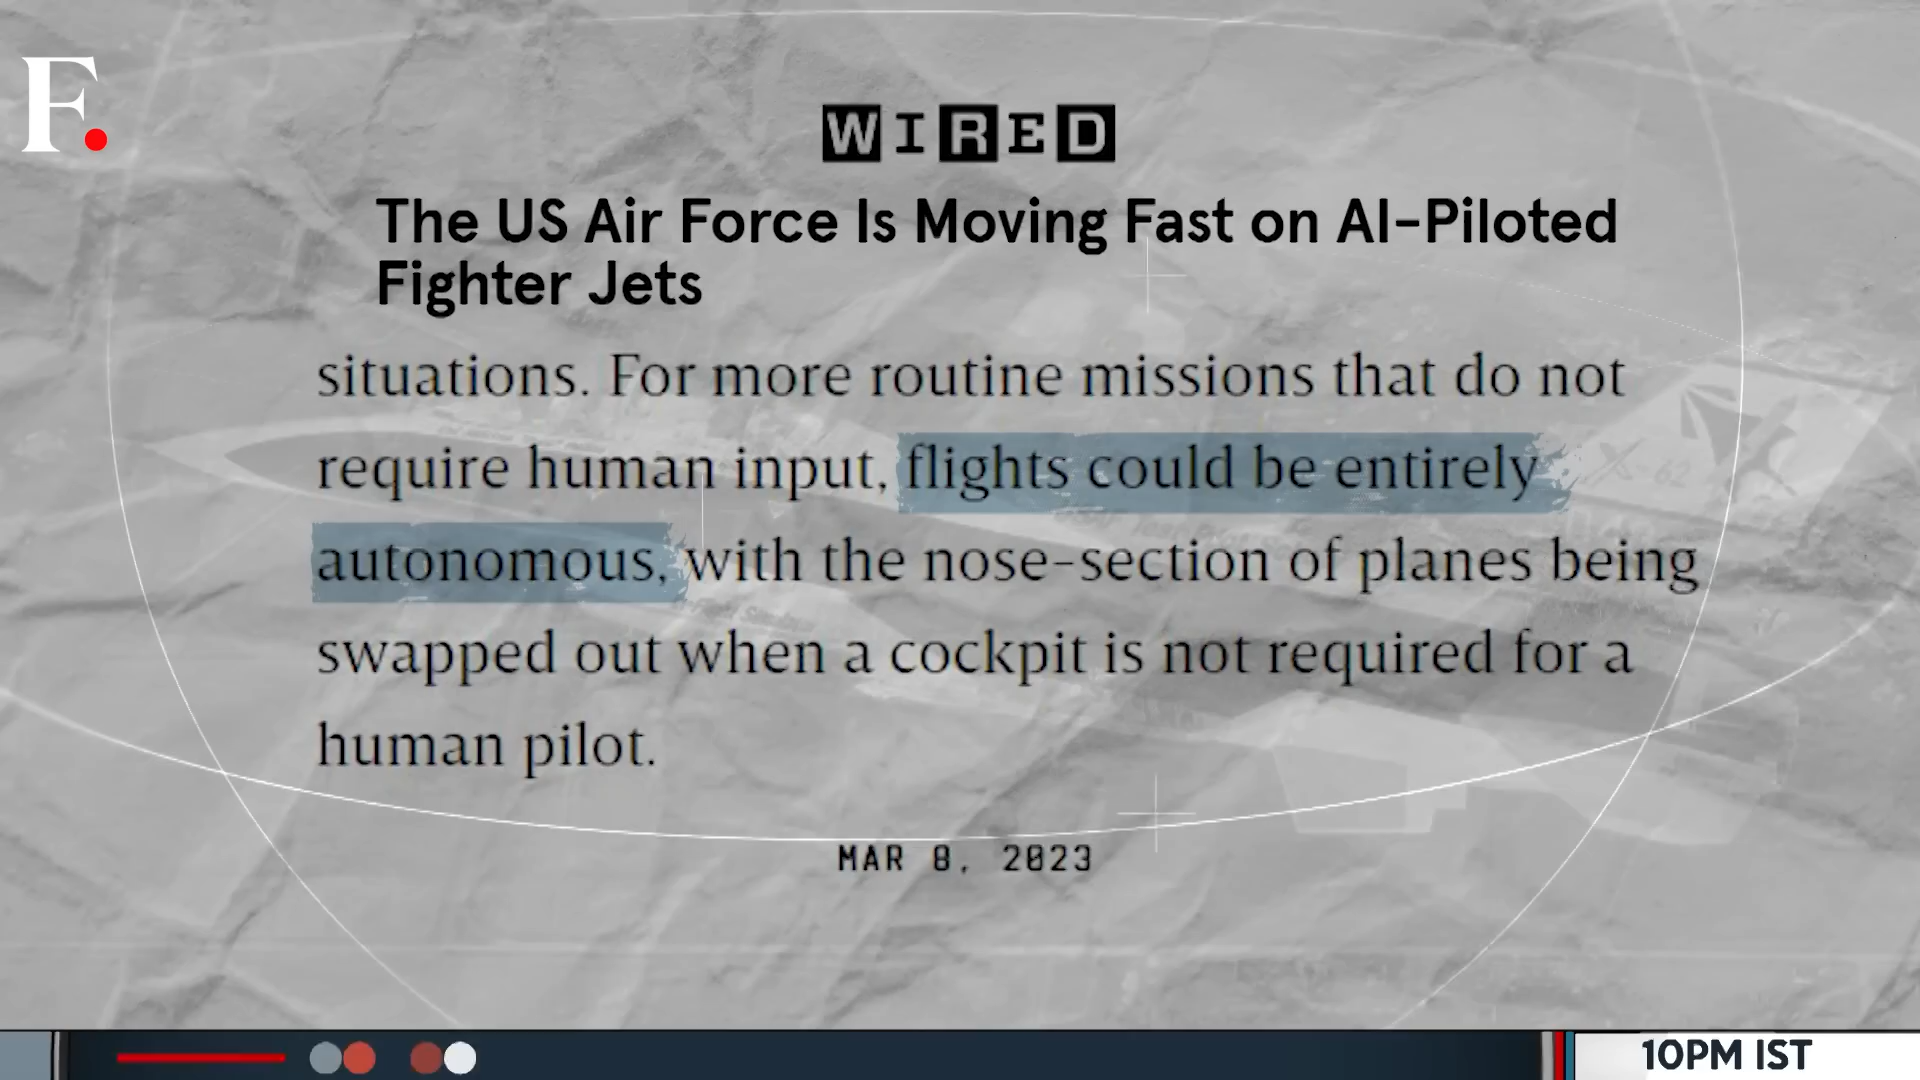 F.
WIRED
The US Air Force Is Moving Fast on AI-Piloted
Fighter Jets
situations. For more routine missions that do not
require human input, flights could be entirely
autonomous, with the nose-section of planes being
swapped out when a cockpit is not required for a
human pilot.
X-62
MAR 8, 2023
10PM IST